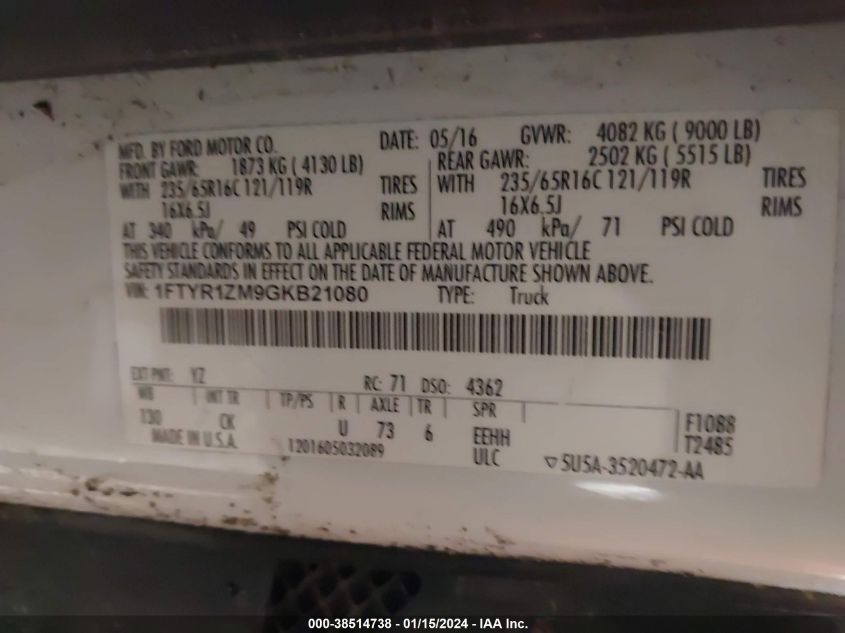 MFD. BY FORD MOTOR CO. DATE: 05/16 GVWR: 4082 KG ( 9000 LB)
FRONT GAWR: 1873 KG ( 4130 LB) REAR GAWR: 2502 KG ( 5515 LB)
WITH 235/65R16C 121/119R TIRES WITH 235/65R16C 121/119R TIRES
16X6.5J RIMS 16X6.5J RIMS
AT 340 kPa/ 49 PSI COLD AT 490 kPa/ 71 PSI COLD
THIS VEHICLE CONFORMS TO ALL APPLICABLE FEDERAL MOTOR VEHICLE
SAFETY STANDARDS IN EFFECT ON THE DATE OF MANUFACTURE SHOWN ABOVE.
VIN: 1FTYR1ZM9GKB21080 TYPE: Truck
EXT PNT: YZ RC: 71 DSO: 4362
WB INT TR TP/PS R AXLE TR SPR
130 CK U 73 6 EEHH F1088
MADE IN U.S.A. 1201605032089 ULC T2485
▽5U5A-3520472-AA
000-38514738 - 01/15/2024 - IAA Inc.